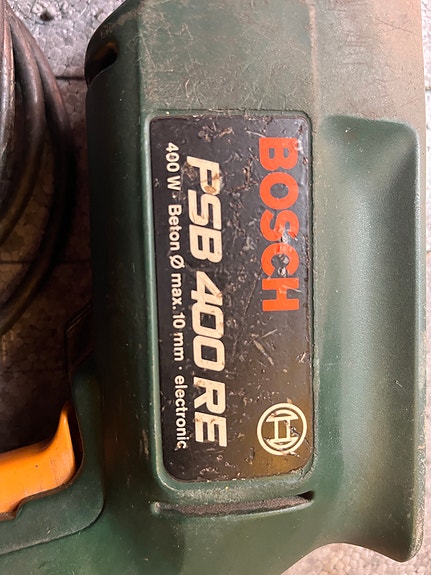 BOSCH
PSB 400 RE
400 W · Beton Ø max. 10 mm · electronic